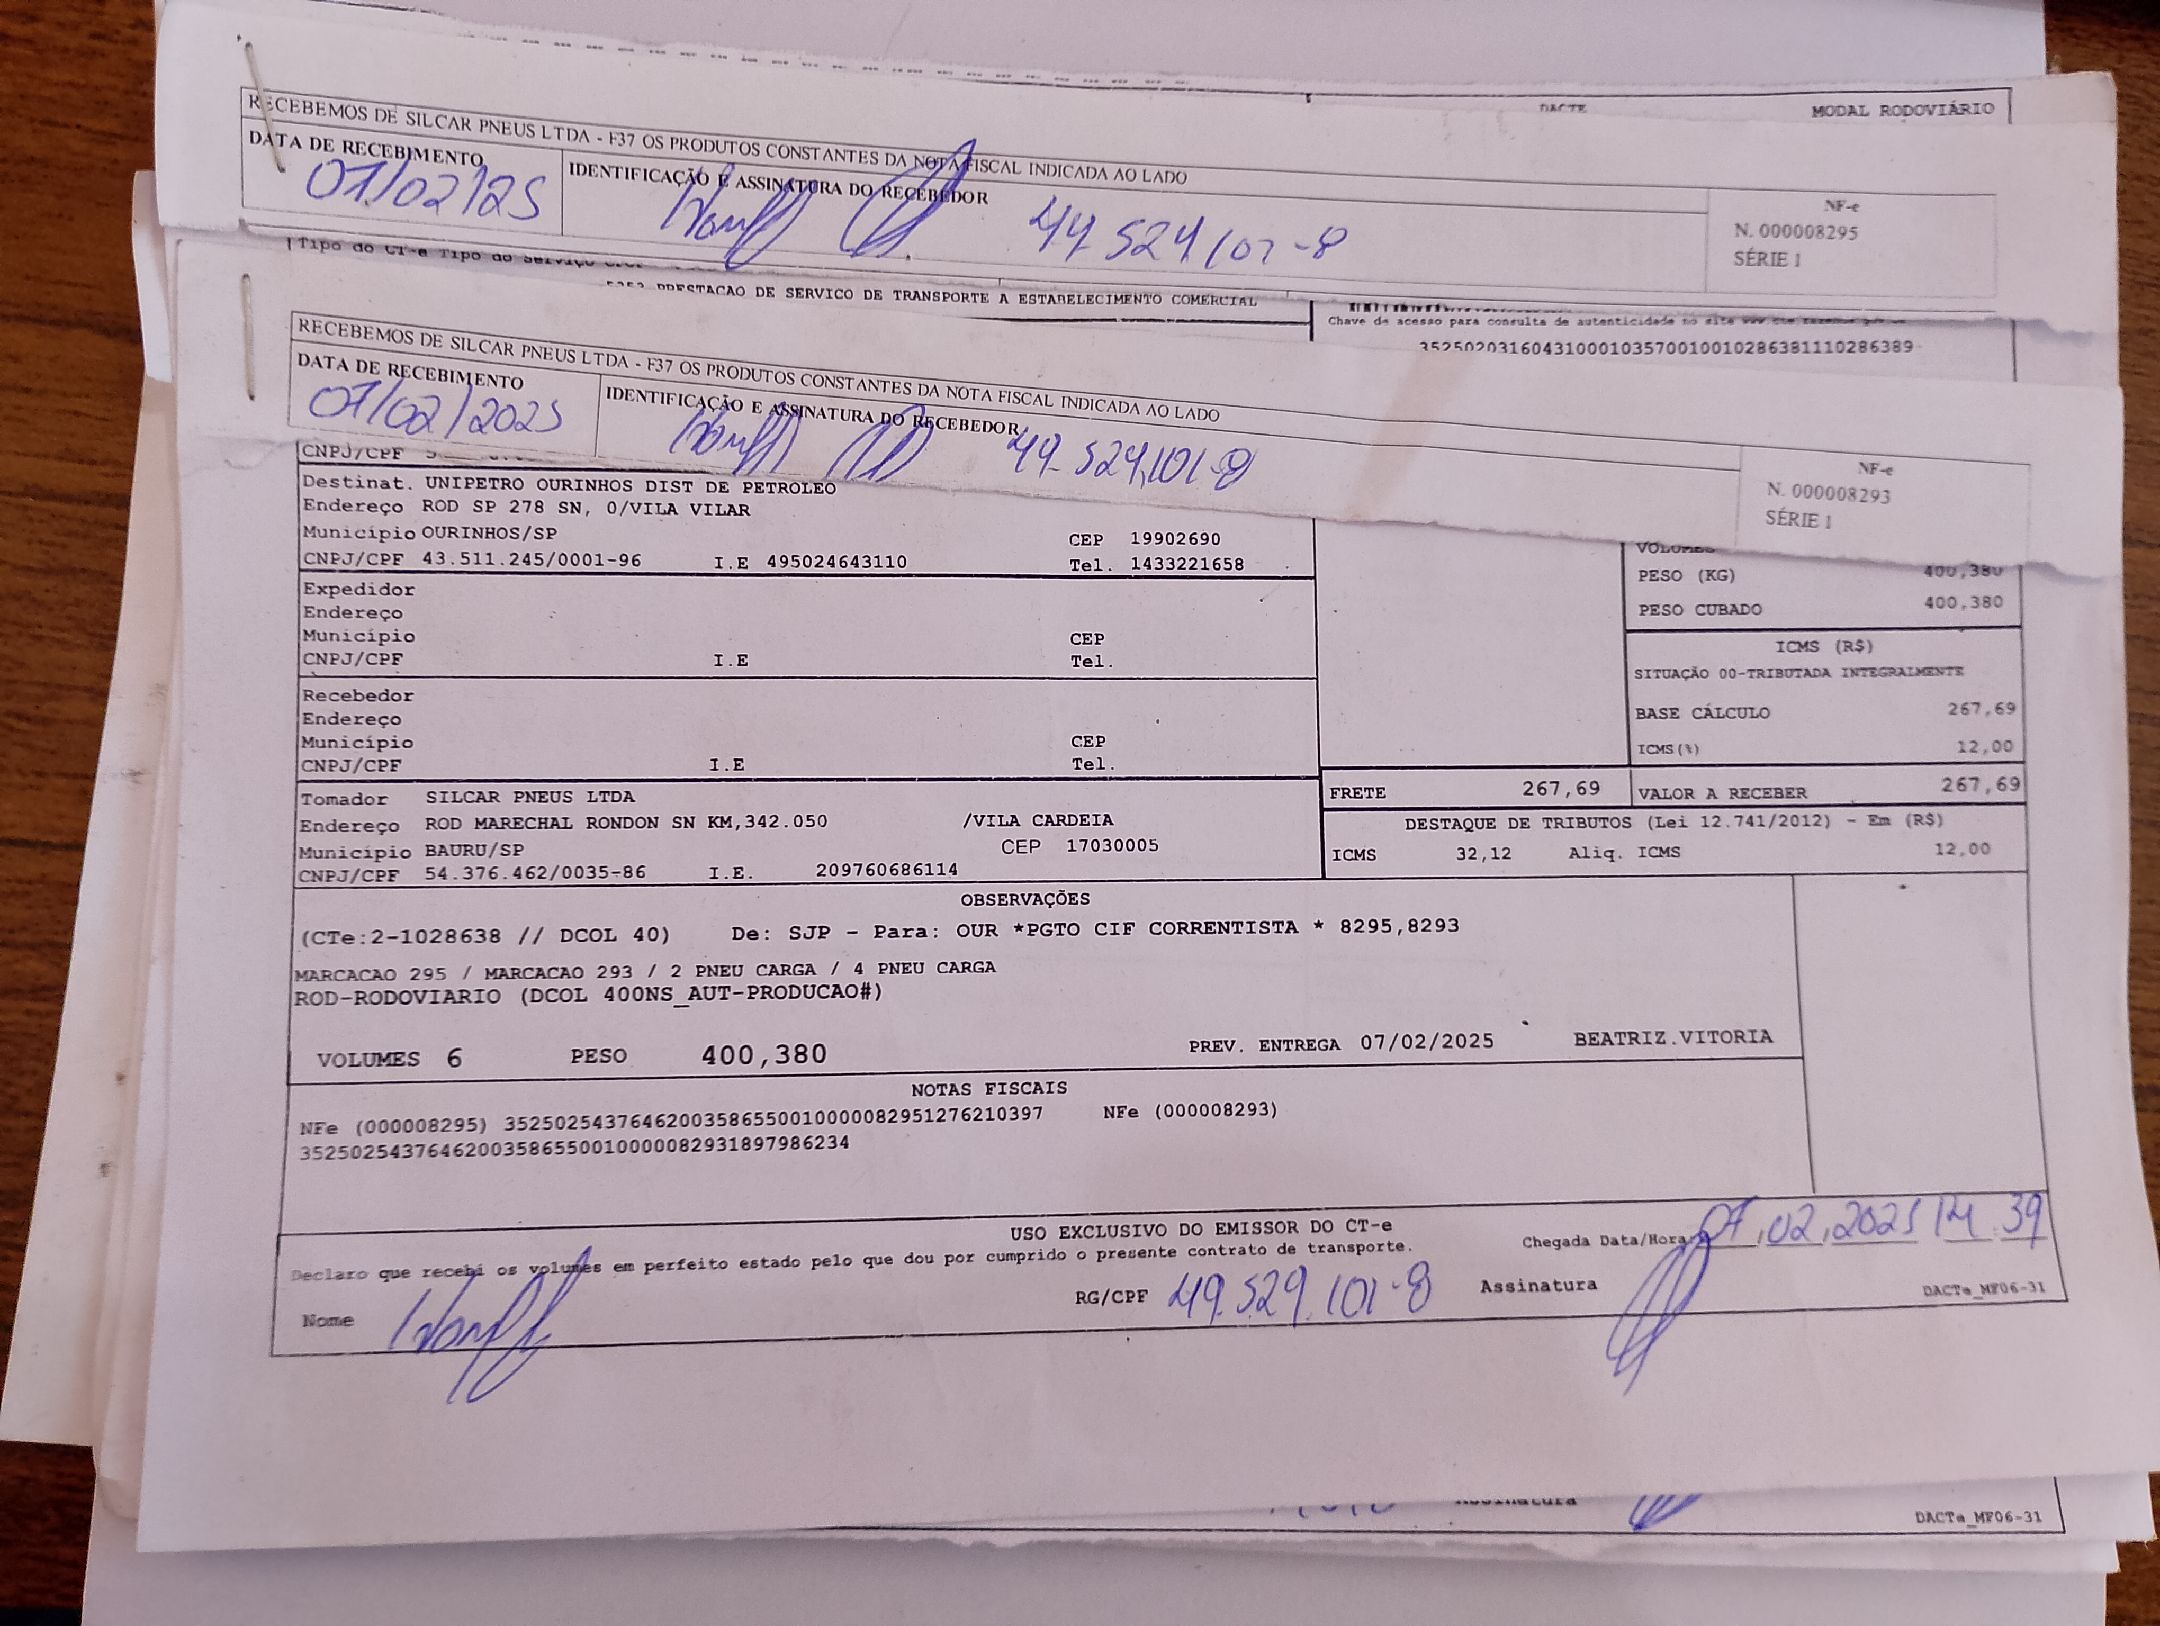 DACTE MODAL RODOVIÁRIO
RECEBEMOS DE SILCAR PNEUS LTDA - F37 OS PRODUTOS CONSTANTES DA NOTA FISCAL INDICADA AO LADO
DATA DE RECEBIMENTO
IDENTIFICAÇÃO E ASSINATURA DO RECEBEDOR
07/02/25
NF-e
N. 000008295
SÉRIE 1
Tipo do CT-e Tipo do Serviço
PRESTACAO DE SERVICO DE TRANSPORTE A ESTABELECIMENTO COMERCIAL
Chave de acesso para consulta de autenticidade no site
35250203160431000103570010010286381110286389
RECEBEMOS DE SILCAR PNEUS LTDA - F37 OS PRODUTOS CONSTANTES DA NOTA FISCAL INDICADA AO LADO
DATA DE RECEBIMENTO
IDENTIFICAÇÃO E ASSINATURA DO RECEBEDOR
07/02/2025
NF-e
N. 000008293
SÉRIE 1
CNPJ/CPF
Destinat. UNIPETRO OURINHOS DIST DE PETROLEO
Endereço ROD SP 278 SN, 0/VILA VILAR
Município OURINHOS/SP CEP 19902690
CNPJ/CPF 43.511.245/0001-96 I.E 495024643110 Tel. 1433221658
VOLUMES
PESO (KG) 400,380
PESO CUBADO 400,380
Expedidor
Endereço
Município CEP
CNPJ/CPF I.E Tel.
ICMS (R$)
SITUAÇÃO 00-TRIBUTADA INTEGRALMENTE
BASE CÁLCULO 267,69
ICMS(%) 12,00
Recebedor
Endereço
Município CEP
CNPJ/CPF I.E Tel.
FRETE 267,69 VALOR A RECEBER 267,69
Tomador SILCAR PNEUS LTDA
Endereço ROD MARECHAL RONDON SN KM,342.050 /VILA CARDEIA
Município BAURU/SP CEP 17030005
CNPJ/CPF 54.376.462/0035-86 I.E. 209760686114
DESTAQUE DE TRIBUTOS (Lei 12.741/2012) - Em (R$)
ICMS 32,12 Aliq. ICMS 12,00
OBSERVAÇÕES
(CTe:2-1028638 // DCOL 40) De: SJP - Para: OUR *PGTO CIF CORRENTISTA * 8295,8293
MARCACAO 295 / MARCACAO 293 / 2 PNEU CARGA / 4 PNEU CARGA
ROD-RODOVIARIO (DCOL 400NS_AUT-PRODUCAO#)
VOLUMES 6 PESO 400,380 PREV. ENTREGA 07/02/2025 BEATRIZ.VITORIA
NOTAS FISCAIS
NFe (000008295) 35250254376462003586550010000082951276210397 NFe (000008293)
35250254376462003586550010000082931897986234
USO EXCLUSIVO DO EMISSOR DO CT-e
Declaro que recebi os volumes em perfeito estado pelo que dou por cumprido o presente contrato de transporte.
Chegada Data/Hora 07,02,2025 14.39
Nome
RG/CPF 49.529.101-8 Assinatura
DACTe_MF06-31
Assinatura
DACTe_MF06-31